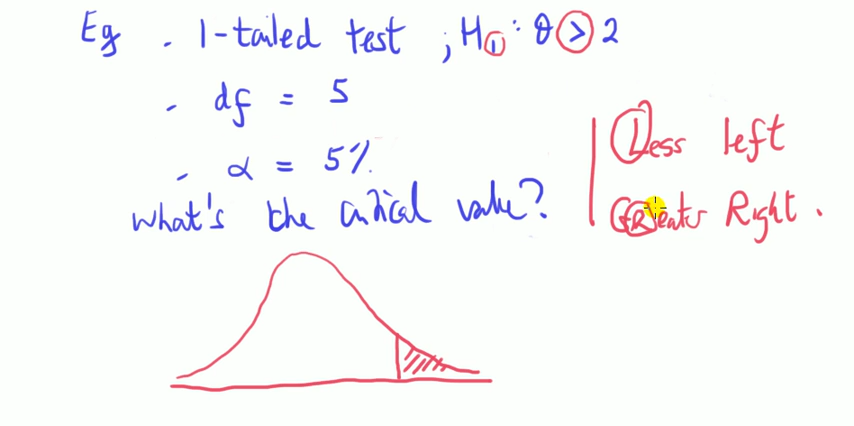 Eg . 1-tailed test ; H1 : θ > 2
. df = 5
. α = 5%
What's the critical value?
Less left
Greater Right.